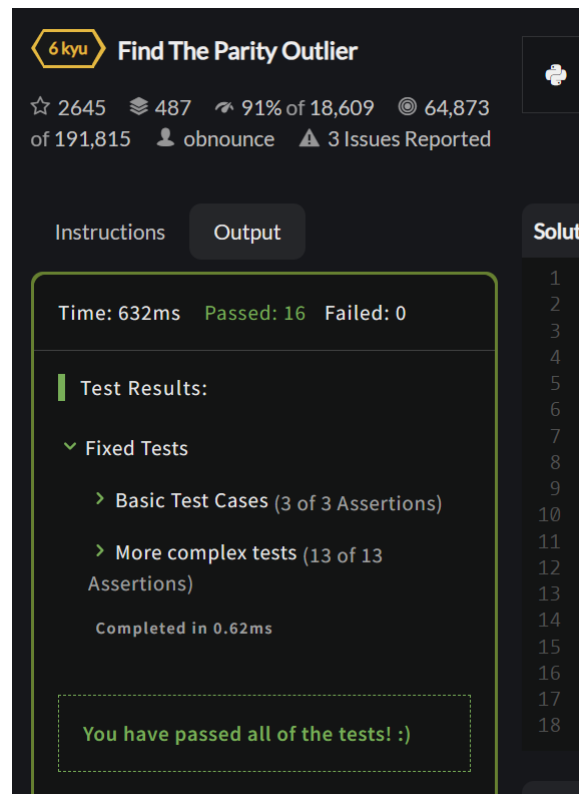 6 kyu Find The Parity Outlier
2645 487 91% of 18,609 64,873
of 191,815 obnounce 3 Issues Reported
Instructions Output
Solut
Time: 632ms Passed: 16 Failed: 0
Test Results:
Fixed Tests
Basic Test Cases (3 of 3 Assertions)
More complex tests (13 of 13
Assertions)
Completed in 0.62ms
You have passed all of the tests! :)
1
2
3
4
5
6
7
8
9
10
11
12
13
14
15
16
17
18